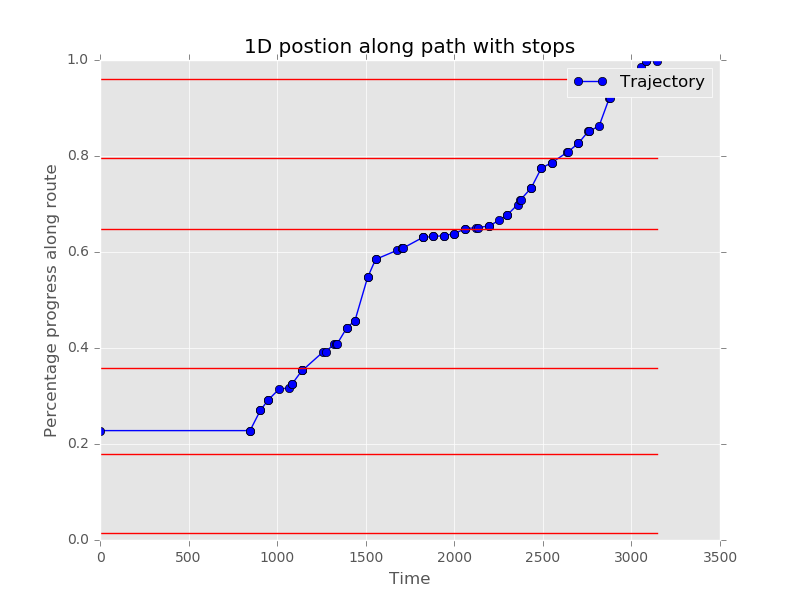 1D postion along path with stops
Trajectory
Percentage progress along route
1.0
0.8
0.6
0.4
0.2
0.0
0 500 1000 1500 2000 2500 3000 3500
Time